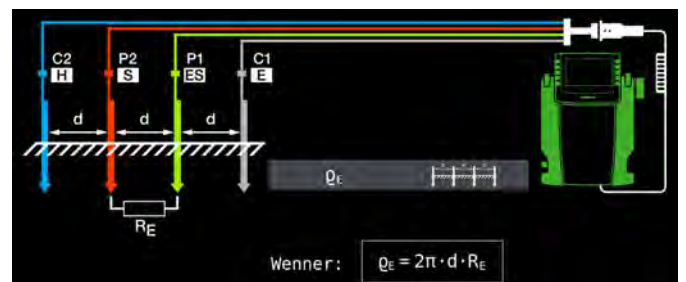 C2 P2 P1 C1
H S ES E
d d d
ϱE
RE
Wenner: ϱE = 2π·d·RE